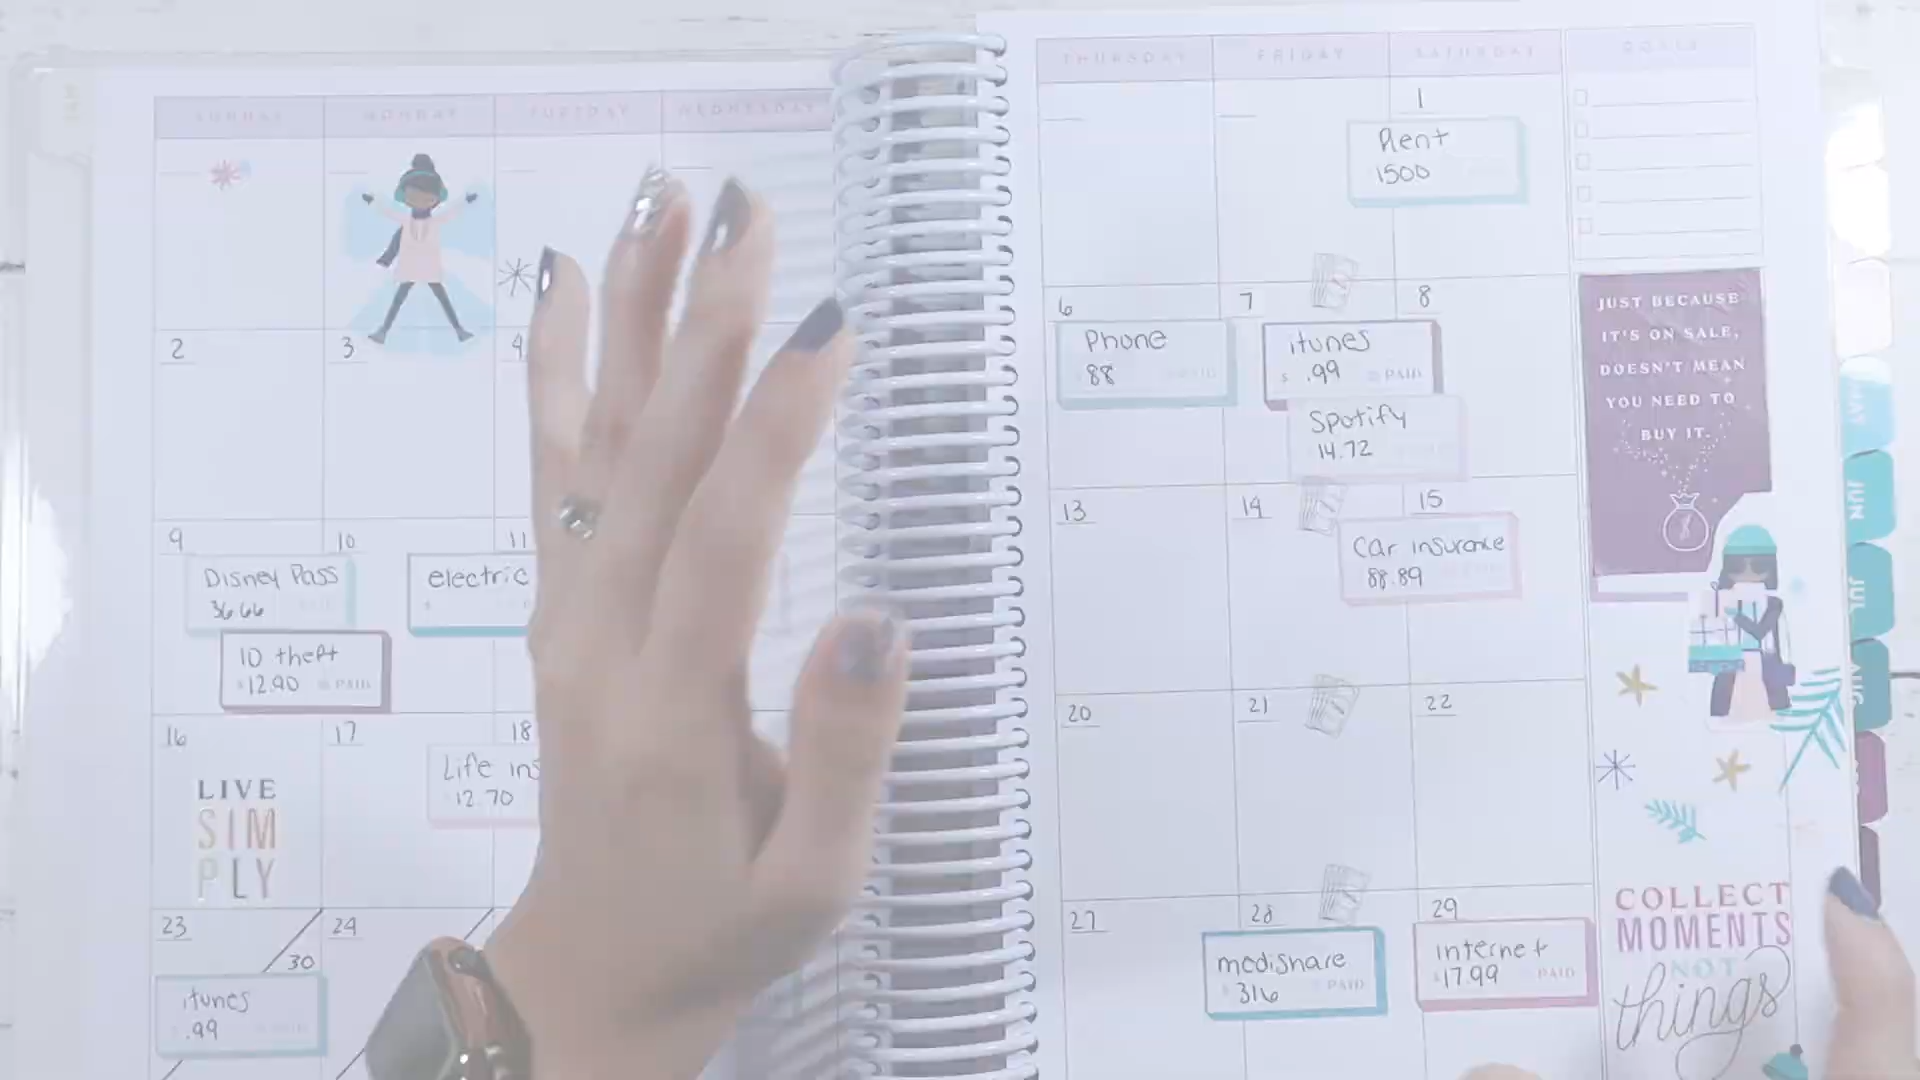 SUNDAY MONDAY TUESDAY WEDNESDAY
2 3 4
9 10 11
Disney Pass
36.66
electric
$
ID theft
$12.90 PAID
16 17 18
Life ins
12.70
LIVE
SIM
PLY
23 24
30
itunes
.99
THURSDAY FRIDAY SATURDAY GOALS
1
Rent
1500
6 7 8
Phone
88 PAID
itunes
$ .99 PAID
Spotify
14.72
13 14 15
Car insurance
88.89
20 21 22
27 28 29
medishare
316 PAID
internet
$17.99 PAID
JUST BECAUSE
IT'S ON SALE,
DOESN'T MEAN
YOU NEED TO
BUY IT.
COLLECT
MOMENTS
NOT
things
MAY
JUN
JUL
AUG